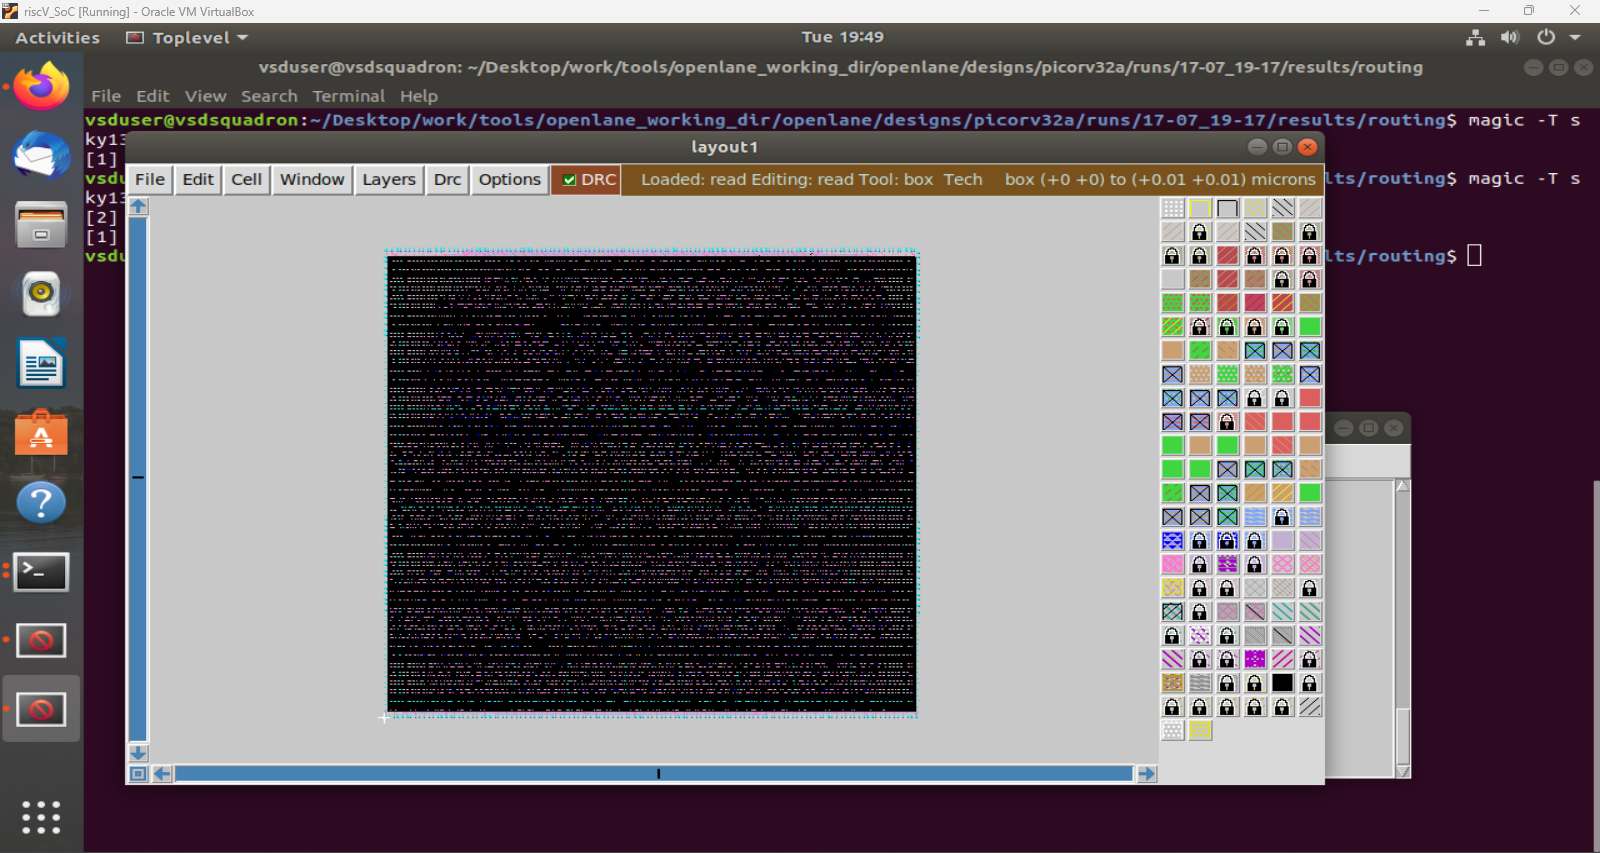 riscV_SoC [Running] - Oracle VM VirtualBox
Activities Toplevel Tue 19:49
vsduser@vsdsquadron: ~/Desktop/work/tools/openlane_working_dir/openlane/designs/picorv32a/runs/17-07_19-17/results/routing
File Edit View Search Terminal Help
vsduser@vsdsquadron:~/Desktop/work/tools/openlane_working_dir/openlane/designs/picorv32a/runs/17-07_19-17/results/routing$ magic -T s
ky13
[1]
vsdu lts/routing$ magic -T s
ky13
[2]
[1]
vsdu lts/routing$
layout1
File Edit Cell Window Layers Drc Options DRC Loaded: read Editing: read Tool: box Tech box (+0 +0) to (+0.01 +0.01) microns